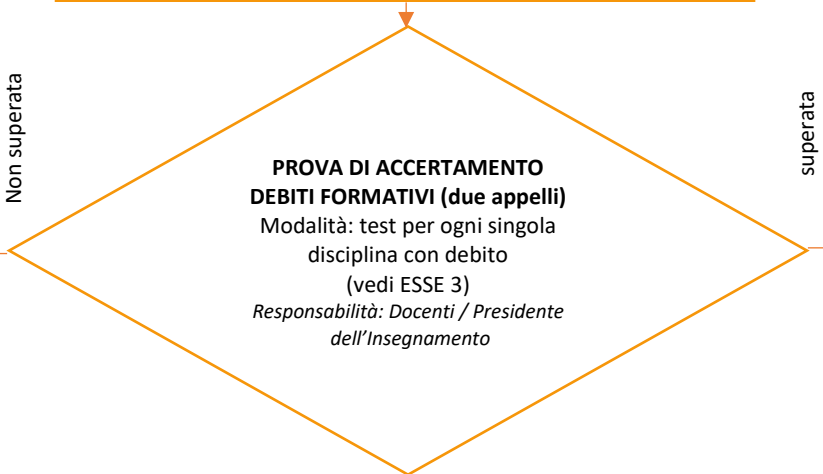 Non superata
superata
PROVA DI ACCERTAMENTO
DEBITI FORMATIVI (due appelli)
Modalità: test per ogni singola
disciplina con debito
(vedi ESSE 3)
Responsabilità: Docenti / Presidente
dell’Insegnamento